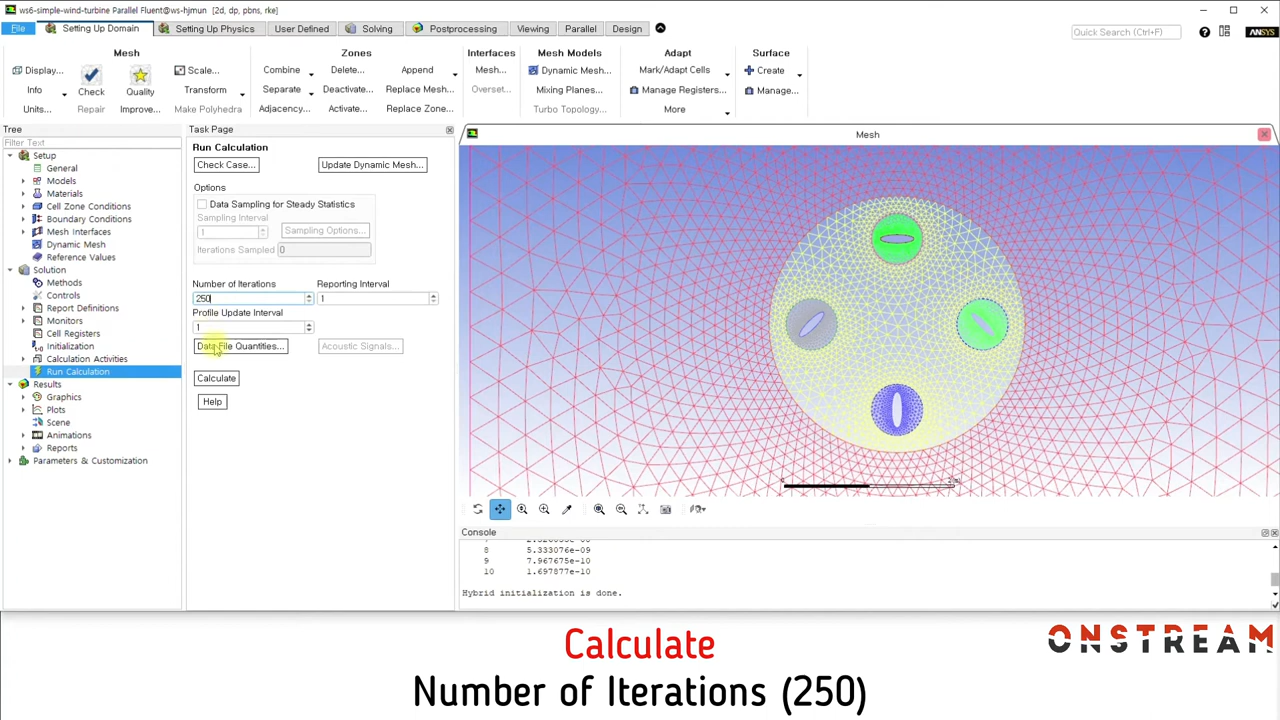 ws6-simple-wind-turbine Parallel Fluent@ws-hjmun [2d, dp, pbns, rke]
File Setting Up Domain Setting Up Physics User Defined Solving Postprocessing Viewing Parallel Design Quick Search (Ctrl+F) ANSYS
Mesh Zones Interfaces Mesh Models Adapt Surface
Display... Scale... Combine Delete... Append Mesh... Dynamic Mesh... Mark/Adapt Cells Create
Info Check Quality Transform Separate Deactivate... Replace Mesh... Overset... Mixing Planes... Manage Registers... Manage...
Units... Repair Improve... Make Polyhedra Adjacency... Activate... Replace Zone... Turbo Topology... More
Tree
Filter Text
Setup
General
Models
Materials
Cell Zone Conditions
Boundary Conditions
Mesh Interfaces
Dynamic Mesh
Reference Values
Solution
Methods
Controls
Report Definitions
Monitors
Cell Registers
Initialization
Calculation Activities
Run Calculation
Results
Graphics
Plots
Scene
Animations
Reports
Parameters & Customization
Task Page
Run Calculation
Check Case... Update Dynamic Mesh...
Options
Data Sampling for Steady Statistics
Sampling Interval
1 Sampling Options...
Iterations Sampled 0
Number of Iterations Reporting Interval
250 1
Profile Update Interval
1
Data File Quantities... Acoustic Signals...
Calculate
Help
Mesh
Console
8 5.333076e-09
9 7.967675e-10
10 1.697877e-10
Hybrid initialization is done.
Calculate
Number of Iterations (250)
ONSTREAM